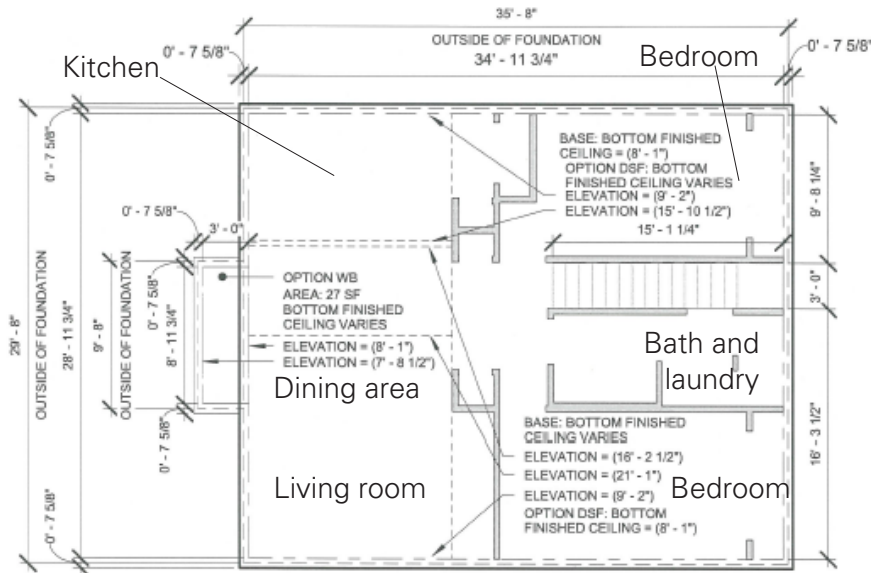 35' - 8"
OUTSIDE OF FOUNDATION
0' - 7 5/8"
34' - 11 3/4"
0' - 7 5/8"
Kitchen
Bedroom
0' - 7 5/8"
BASE: BOTTOM FINISHED
CEILING = (8' - 1")
OPTION DSF: BOTTOM
FINISHED CEILING VARIES
ELEVATION = (9' - 2")
ELEVATION = (15' - 10 1/2")
15' - 1 1/4"
9' - 8 1/4"
0' - 7 5/8"
3' - 0"
OPTION WB
AREA: 27 SF
BOTTOM FINISHED
CEILING VARIES
ELEVATION = (8' - 1")
ELEVATION = (7' - 8 1/2")
3' - 0"
29' - 8"
OUTSIDE OF FOUNDATION
28' - 11 3/4"
OUTSIDE OF FOUNDATION
9' - 8"
0' - 7 5/8"
8' - 11 3/4"
0' - 7 5/8"
Dining area
Bath and
laundry
BASE: BOTTOM FINISHED
CEILING VARIES
ELEVATION = (16' - 2 1/2")
ELEVATION = (21' - 1")
ELEVATION = (9' - 2")
OPTION DSF: BOTTOM
FINISHED CEILING = (8' - 1")
16' - 3 1/2"
Living room
Bedroom
0' - 7 5/8"